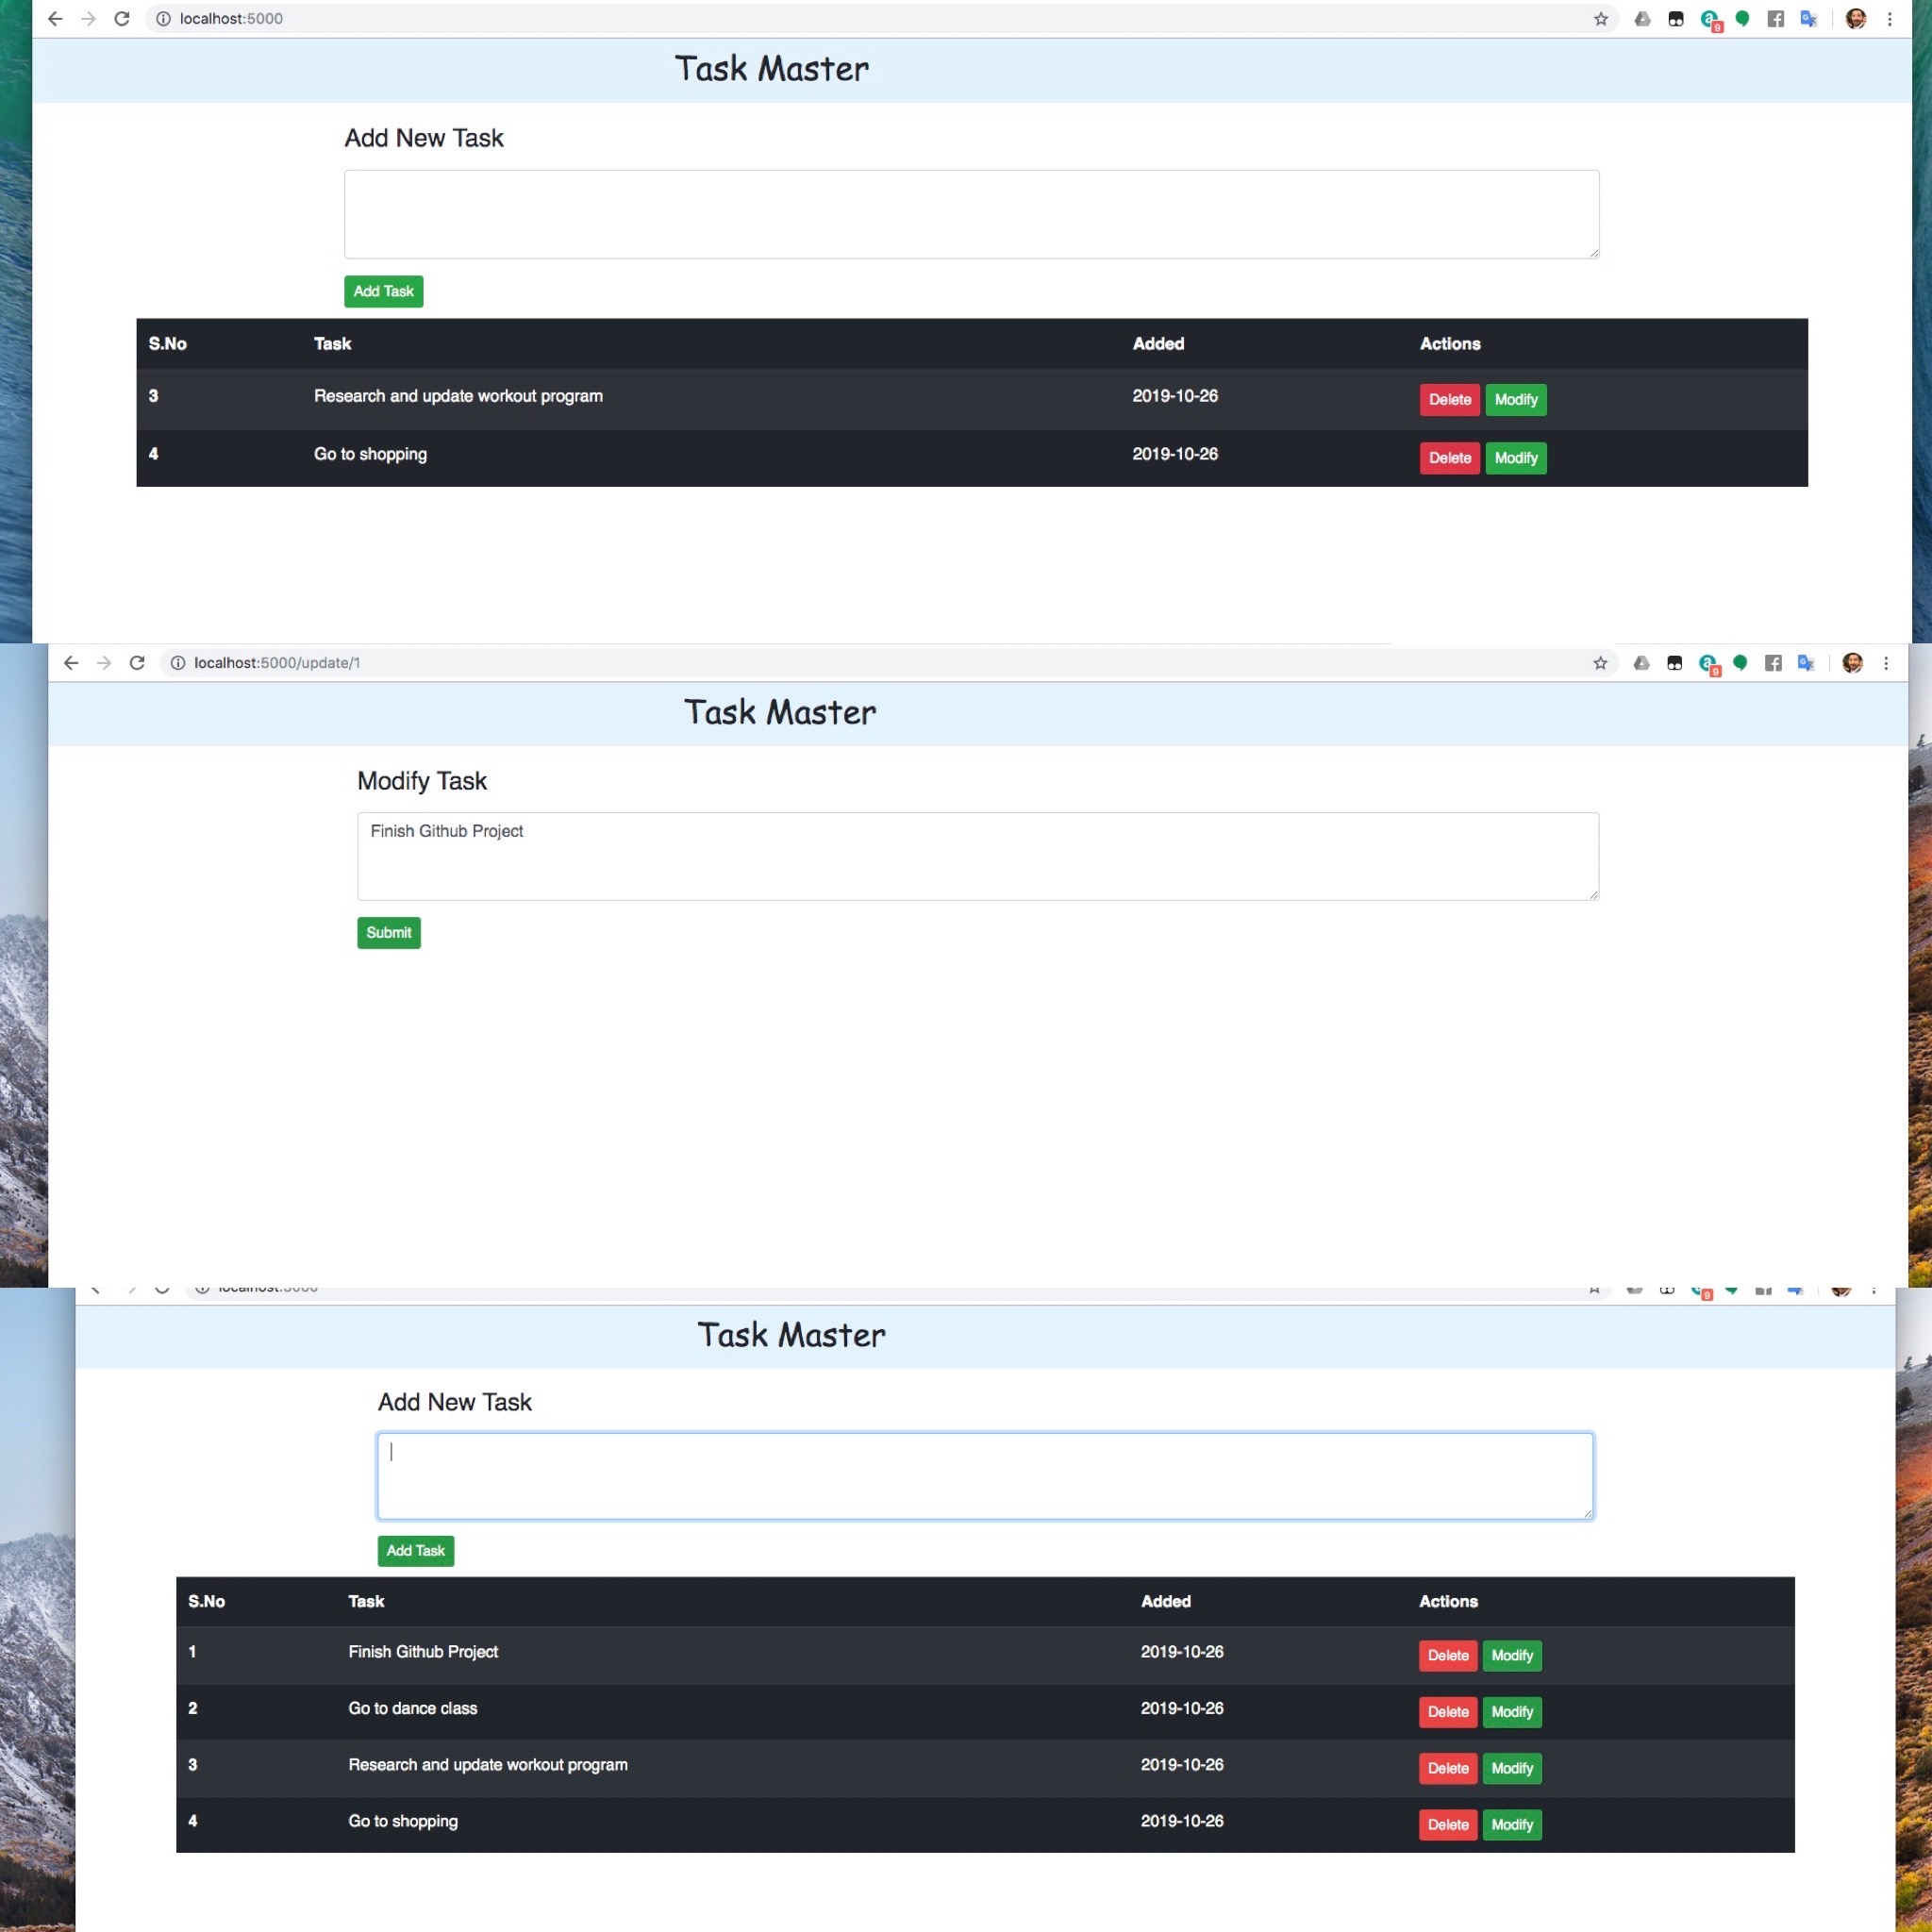 localhost:5000
9
Task Master
Add New Task
Add Task
S.No Task Added Actions
3 Research and update workout program 2019-10-26 Delete Modify
4 Go to shopping 2019-10-26 Delete Modify
localhost:5000/update/1
9
Task Master
Modify Task
Finish Github Project
Submit
localhost:5000
9
Task Master
Add New Task
Add Task
S.No Task Added Actions
1 Finish Github Project 2019-10-26 Delete Modify
2 Go to dance class 2019-10-26 Delete Modify
3 Research and update workout program 2019-10-26 Delete Modify
4 Go to shopping 2019-10-26 Delete Modify